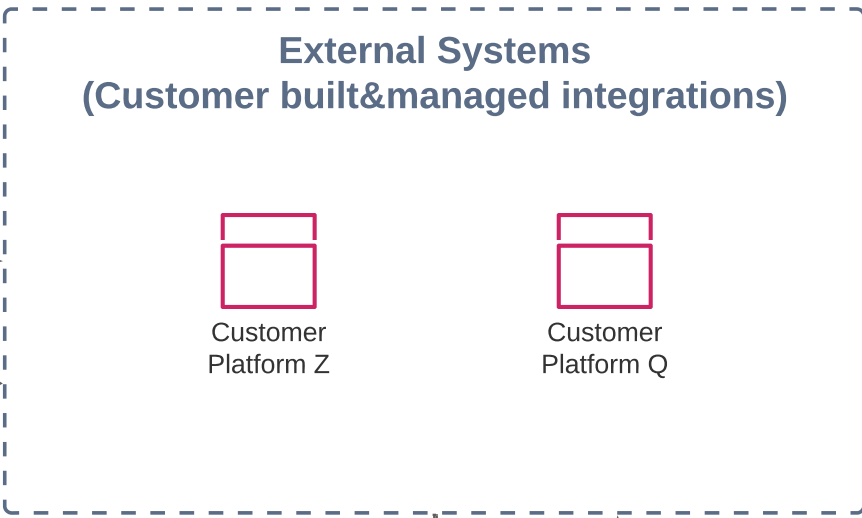 External Systems
(Customer built&managed integrations)
Customer
Platform Z
Customer
Platform Q